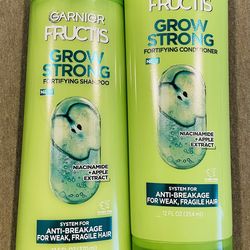 GARNIER
FRUCTIS
GROW
STRONG
FORTIFYING SHAMPOO
NIACINAMIDE
+APPLE
EXTRACT
SYSTEM FOR
ANTI-BREAKAGE
FOR WEAK, FRAGILE HAIR
FRUCTIS
GROW
STRONG
FORTIFYING CONDITIONER
NIACINAMIDE
+APPLE
EXTRACT
SYSTEM FOR
ANTI-BREAKAGE
FOR WEAK, FRAGILE HAIR
12 FL OZ (354 ml)